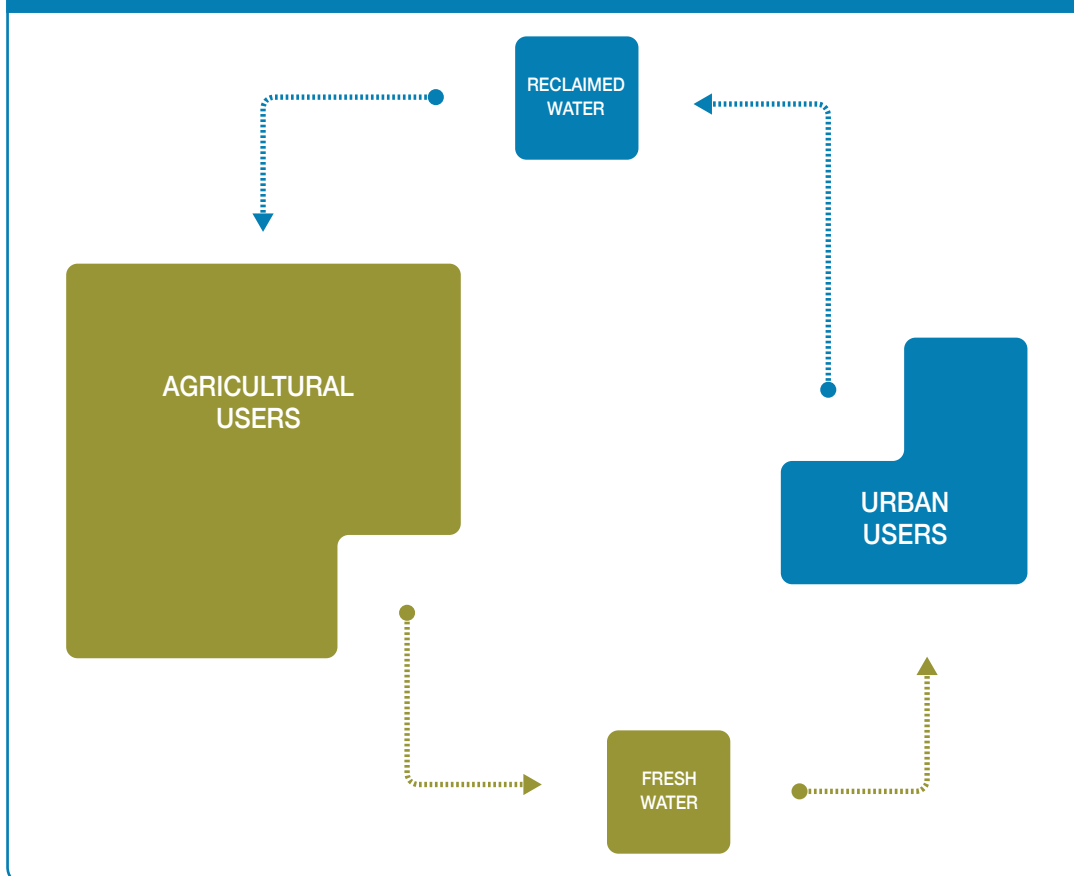 RECLAIMED
WATER
AGRICULTURAL
USERS
URBAN
USERS
FRESH
WATER